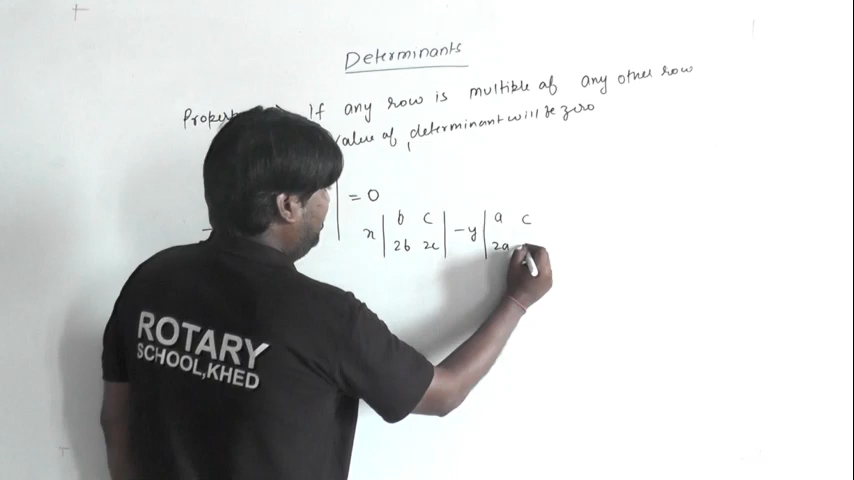 Determinants
If any row is multiple of any other row
value of determinant will be zero
= 0
x | b c | - y | a c
2b 2c 2a
ROTARY
SCHOOL,KHED